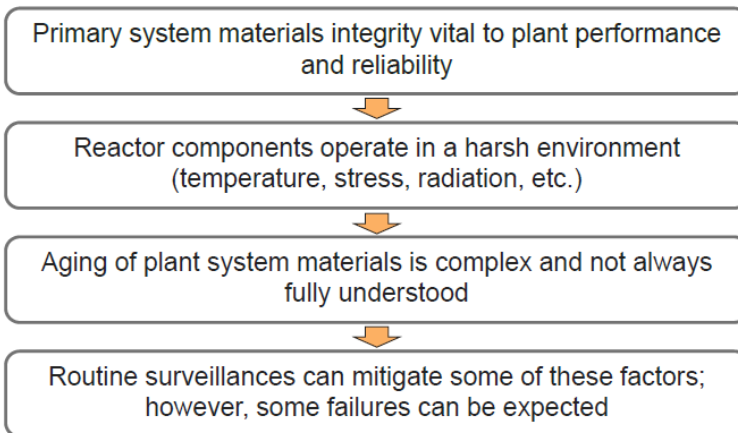 Primary system materials integrity vital to plant performance
and reliability
Reactor components operate in a harsh environment
(temperature, stress, radiation, etc.)
Aging of plant system materials is complex and not always
fully understood
Routine surveillances can mitigate some of these factors;
however, some failures can be expected